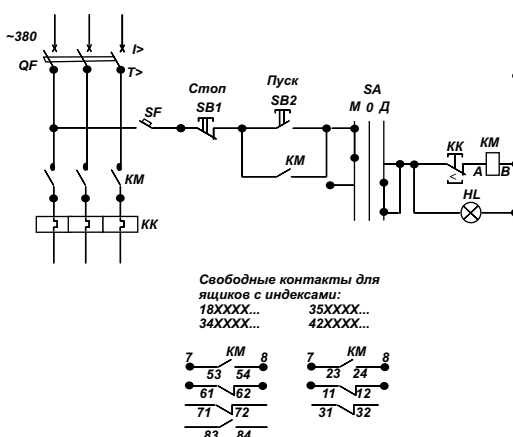 ~380
I>
QF
T>
SF
Стоп
SB1
Пуск
SB2
SA
М О Д
КМ
КК
КМ
А В
<
HL
КМ
КК
Свободные контакты для
ящиков с индексами:
18XXXX... 35XXXX...
34XXXX... 42XXXX...
7 КМ 8 7 КМ 8
53 54 23 24
61 62 11 12
71 72 31 32
83 84